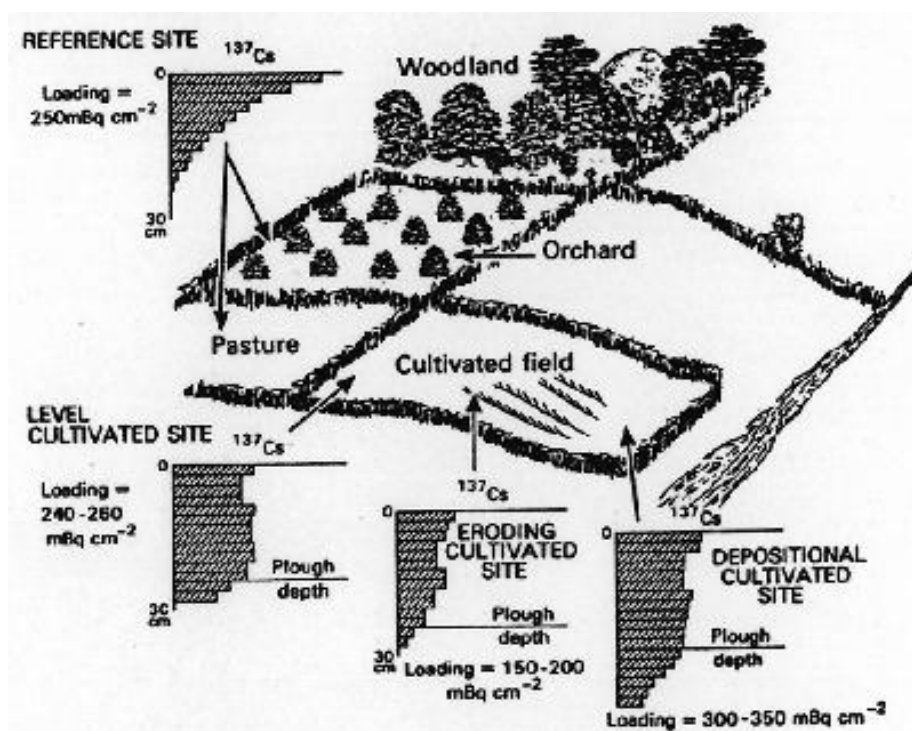 REFERENCE SITE
137Cs
0
Loading =
250mBq cm-2
30
cm
Woodland
Orchard
Pasture
Cultivated field
LEVEL
CULTIVATED SITE
137Cs
0
Loading =
240-260
mBq cm-2
Plough
depth
30
cm
137Cs
0
ERODING
CULTIVATED
SITE
Plough
depth
30
cm
Loading = 150-200
mBq cm-2
137Cs
0
DEPOSITIONAL
CULTIVATED
SITE
Plough
depth
Loading = 300-350 mBq cm-2